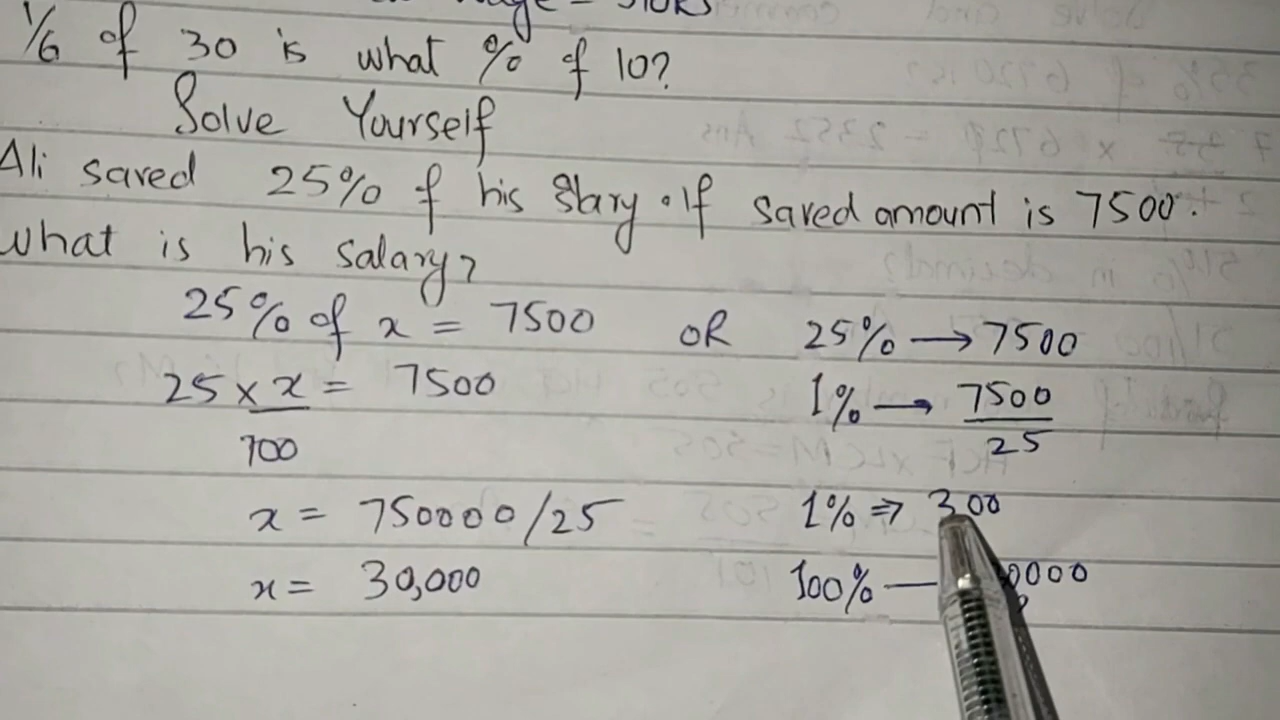 1/6 of 30 is what % of 10?
Solve Yourself
Ali saved 25% of his Slary. If saved amount is 7500.
what is his salary?
25% of x = 7500 OR 25% → 7500
25 × x/100 = 7500 1% → 7500/25
x = 750000/25 1% ⇒ 300
x = 30,000 100% — 0000